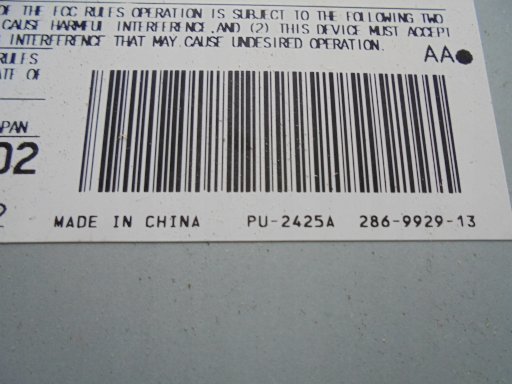 OF THE FCC RULES OPERATION IS SUBJECT TO THE FOLLOWING TWO
CAUSE HARMFUL INTERFERENCE, AND (2) THIS DEVICE MUST ACCEPT
INTERFERENCE THAT MAY CAUSE UNDESIRED OPERATION.
RULES
AA
PAN
02
MADE IN CHINA PU-2425A 286-9929-13